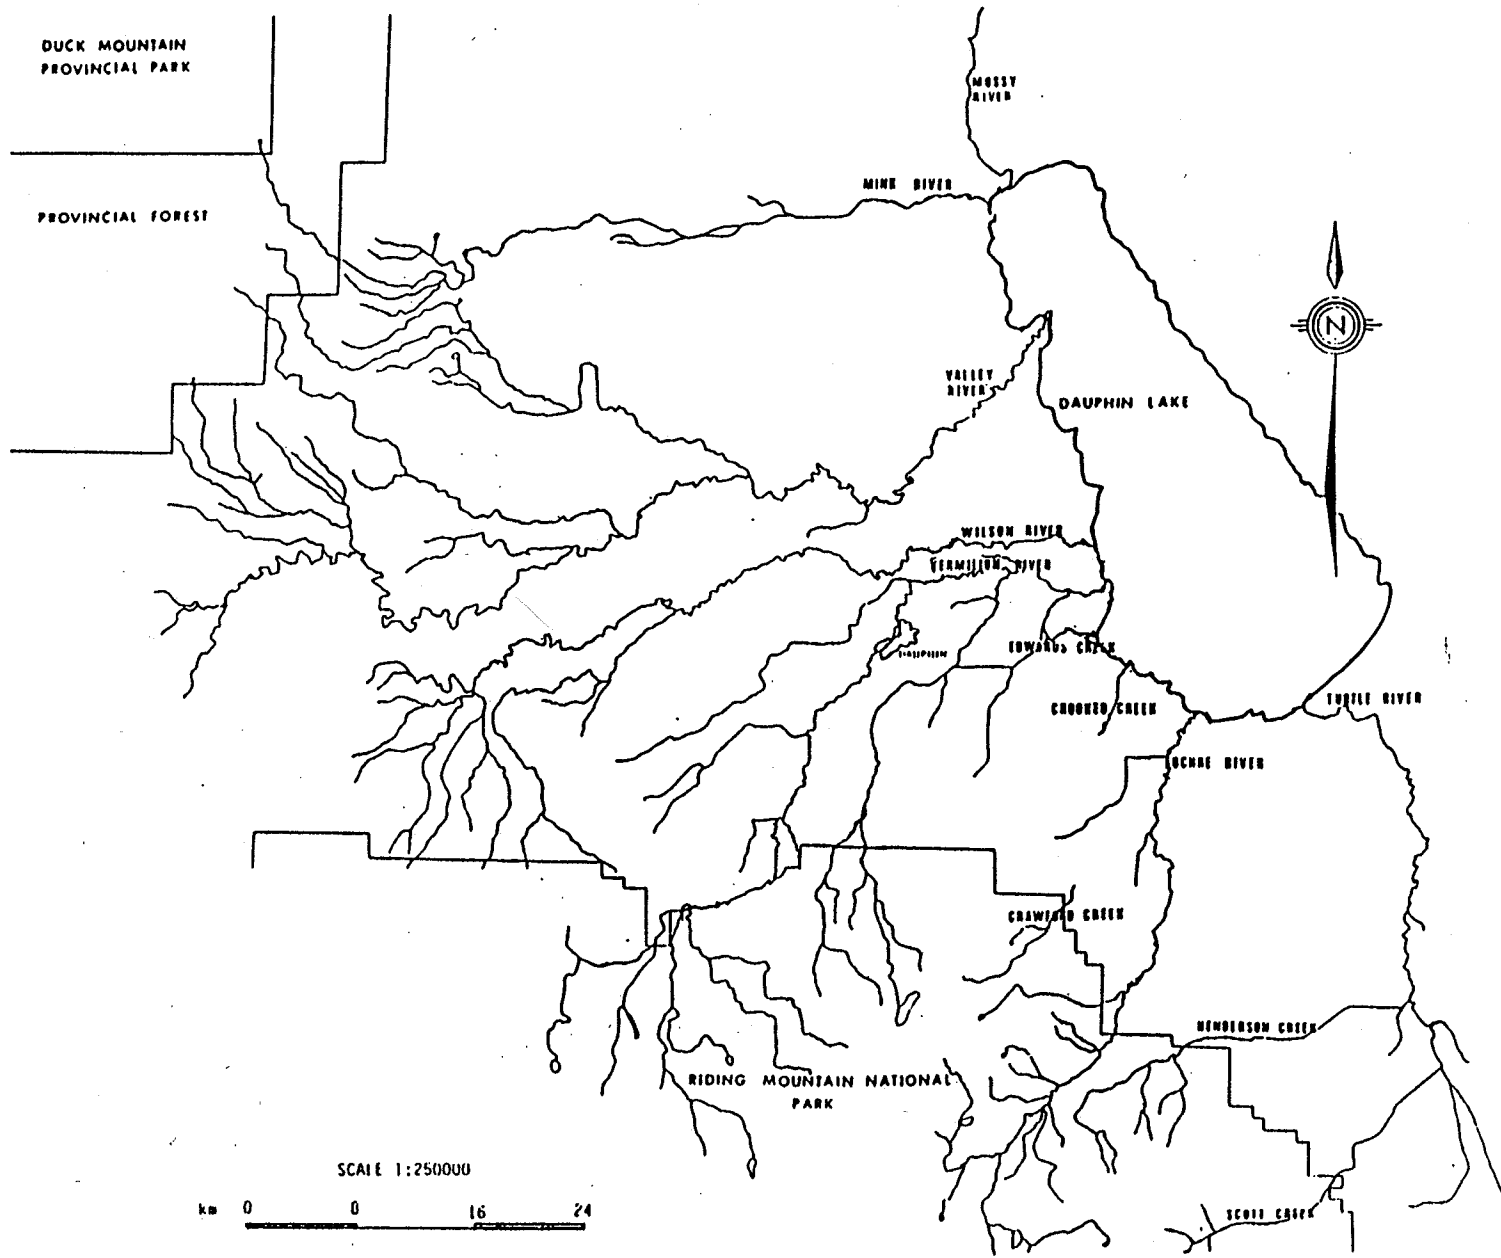 DUCK MOUNTAIN
PROVINCIAL PARK
MOSSY
RIVER
MINK RIVER
PROVINCIAL FOREST
N
VALLEY
RIVER
DAUPHIN LAKE
WILSON RIVER
VERMILION RIVER
EDWARDS CREEK
DAUPHIN
TURTLE RIVER
CROOKED CREEK
OCHRE RIVER
CRAWFORD CREEK
HENDERSON CREEK
RIDING MOUNTAIN NATIONAL
PARK
SCALE 1:250000
km 0 8 16 24
SCOTT CREEK